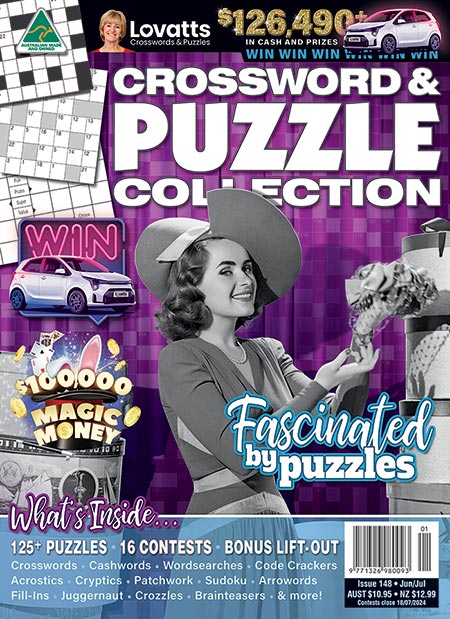 AUSTRALIAN MADE
AND OWNED
Lovatts
Crosswords & Puzzles
$126,490+
IN CASH AND PRIZES
WIN WIN WIN WIN WIN WIN WIN
CROSSWORD &
PUZZLE
COLLECTION
WIN
$100,000
MAGIC
MONEY
Fascinated
by puzzles
What's Inside...
125+ PUZZLES • 16 CONTESTS • BONUS LIFT-OUT
Crosswords • Cashwords • Wordsearches • Code Crackers
Acrostics • Cryptics • Patchwork • Sudoku • Arrowords
Fill-Ins • Juggernaut • Crozzles • Brainteasers • & more!
01
9 771326 980093
Issue 148 • Jun/Jul
AUST $10.95 • NZ $12.99
Contests close 18/07/2024